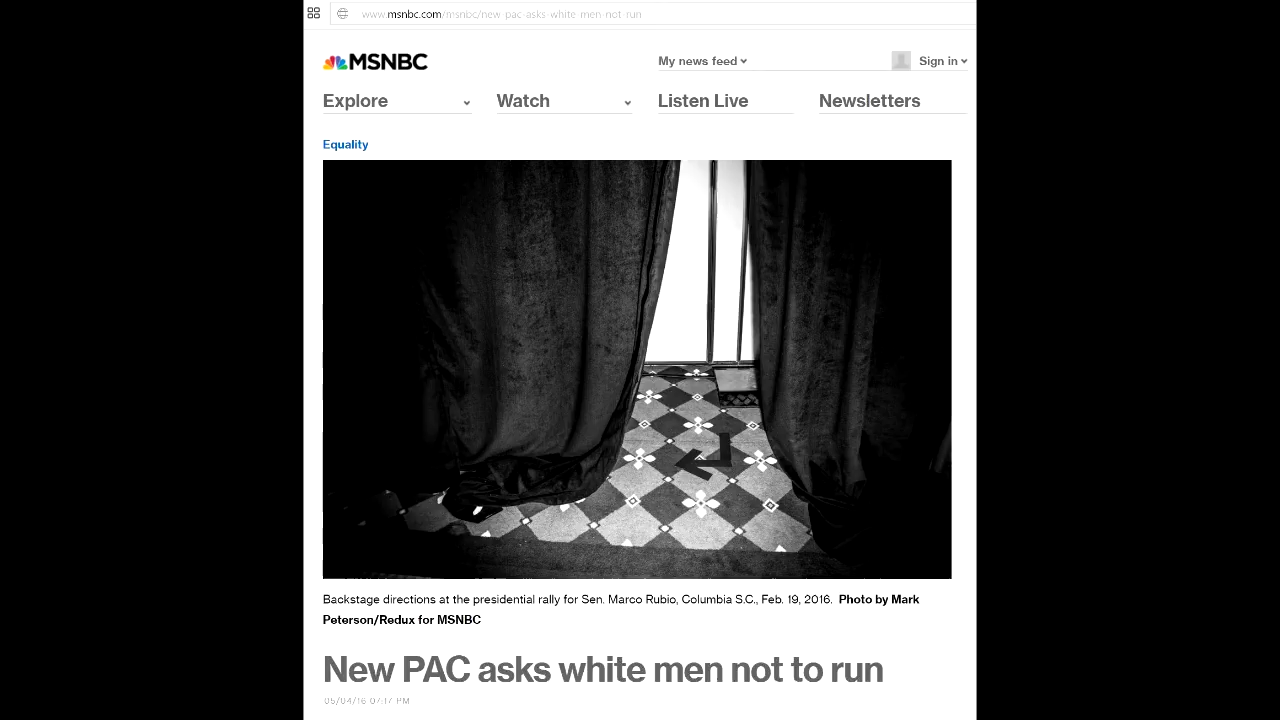 www.msnbc.com/msnbc/new-pac-asks-white-men-not-run
MSNBC
My news feed
Sign in
Explore
Watch
Listen Live
Newsletters
Equality
Backstage directions at the presidential rally for Sen. Marco Rubio, Columbia S.C., Feb. 19, 2016. Photo by Mark
Peterson/Redux for MSNBC
New PAC asks white men not to run
05/04/16 07:17 PM